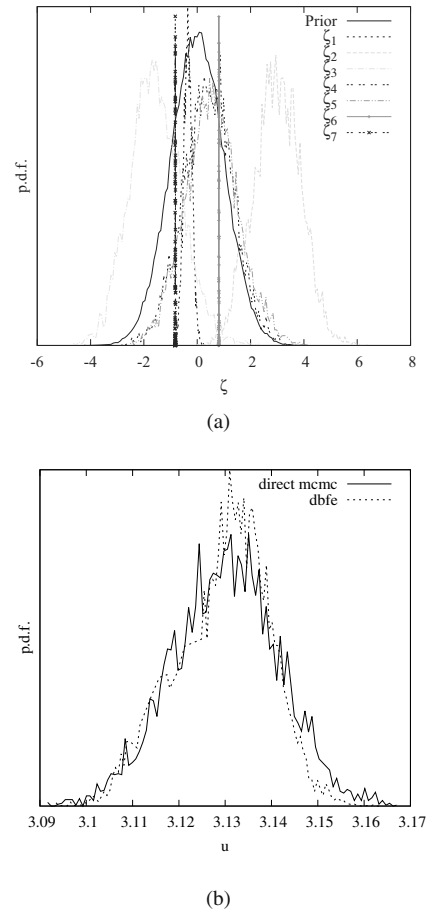 Prior
ζ1
ζ2
ζ3
ζ4
ζ5
ζ6
ζ7
p.d.f.
-6 -4 -2 0 2 4 6 8
ζ
(a)
direct mcmc
dbfe
p.d.f.
3.09 3.1 3.11 3.12 3.13 3.14 3.15 3.16 3.17
u
(b)